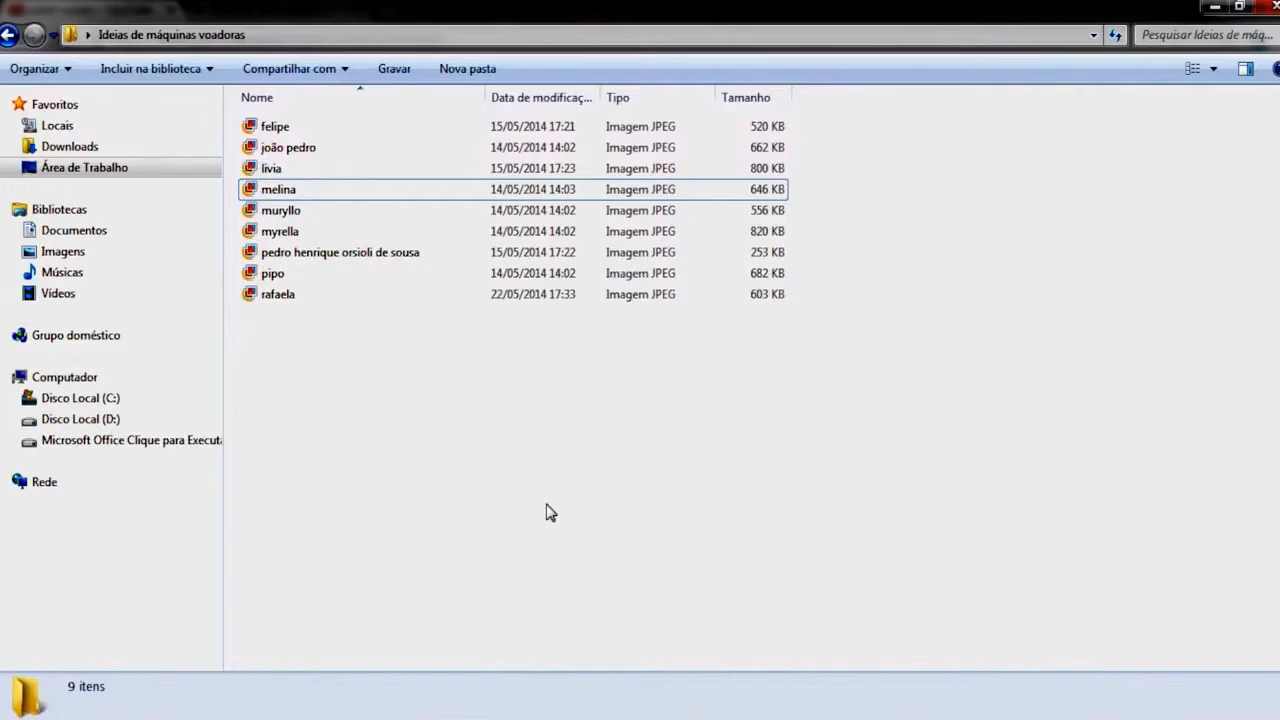 Ideias de máquinas voadoras
Pesquisar Ideias de máq...
Organizar Incluir na biblioteca Compartilhar com Gravar Nova pasta
Favoritos
Locais
Downloads
Área de Trabalho
Bibliotecas
Documentos
Imagens
Músicas
Vídeos
Grupo doméstico
Computador
Disco Local (C:)
Disco Local (D:)
Microsoft Office Clique para Execut
Rede
Nome Data de modificaç... Tipo Tamanho
felipe 15/05/2014 17:21 Imagem JPEG 520 KB
joão pedro 14/05/2014 14:02 Imagem JPEG 662 KB
livia 15/05/2014 17:23 Imagem JPEG 800 KB
melina 14/05/2014 14:03 Imagem JPEG 646 KB
muryllo 14/05/2014 14:02 Imagem JPEG 556 KB
myrella 14/05/2014 14:02 Imagem JPEG 820 KB
pedro henrique orsioli de sousa 15/05/2014 17:22 Imagem JPEG 253 KB
pipo 14/05/2014 14:02 Imagem JPEG 682 KB
rafaela 22/05/2014 17:33 Imagem JPEG 603 KB
9 itens